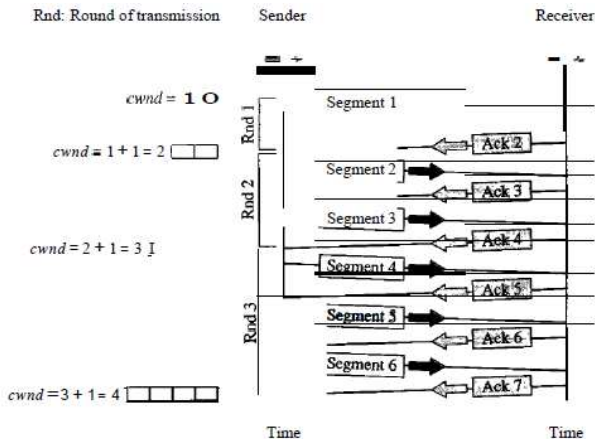 Rnd: Round of transmission
Sender
Receiver
cwnd = 1 0
Rnd 1
Segment 1
Ack 2
cwnd = 1 + 1 = 2
Rnd 2
Segment 2
Ack 3
Segment 3
Ack 4
cwnd = 2 + 1 = 3
Segment 4
Ack 5
Rnd 3
Segment 5
Ack 6
Segment 6
Ack 7
cwnd = 3 + 1 = 4
Time
Time